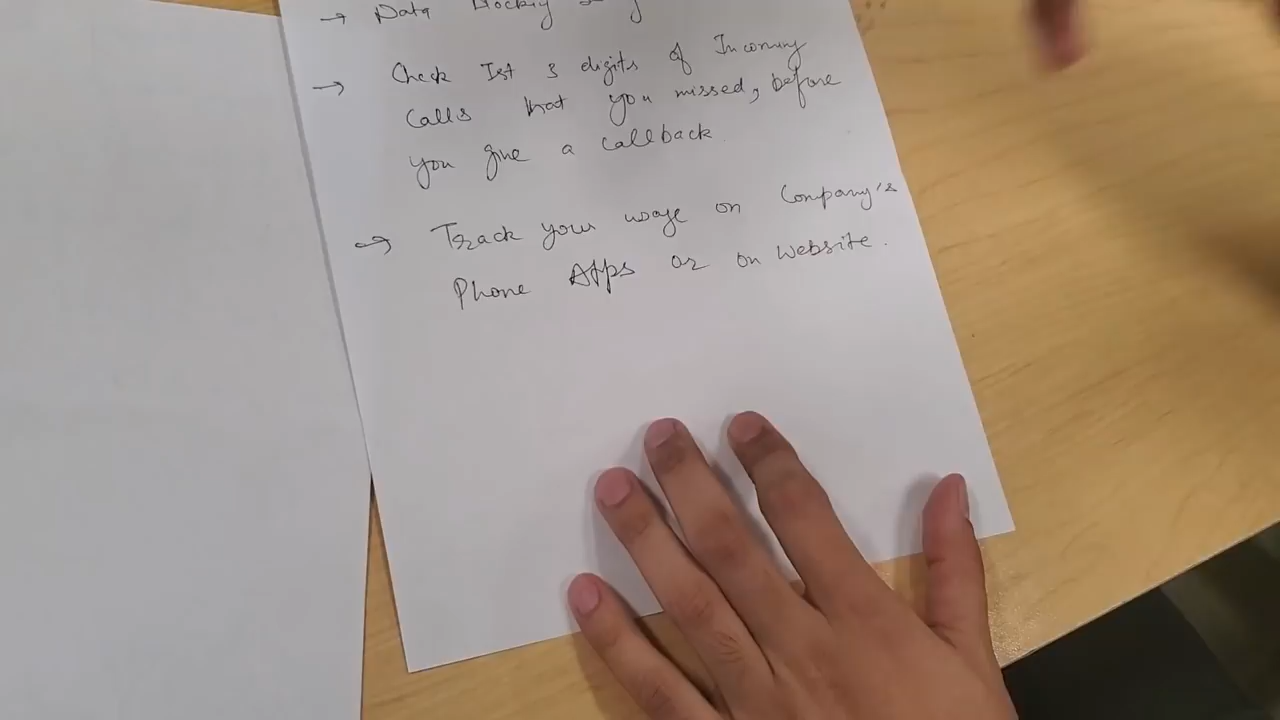 → Data
→ Check Ist 3 digits of Incoming
calls that you missed, before
you give a callback.
→ Track your usage on Company's
Phone Apps or on website.